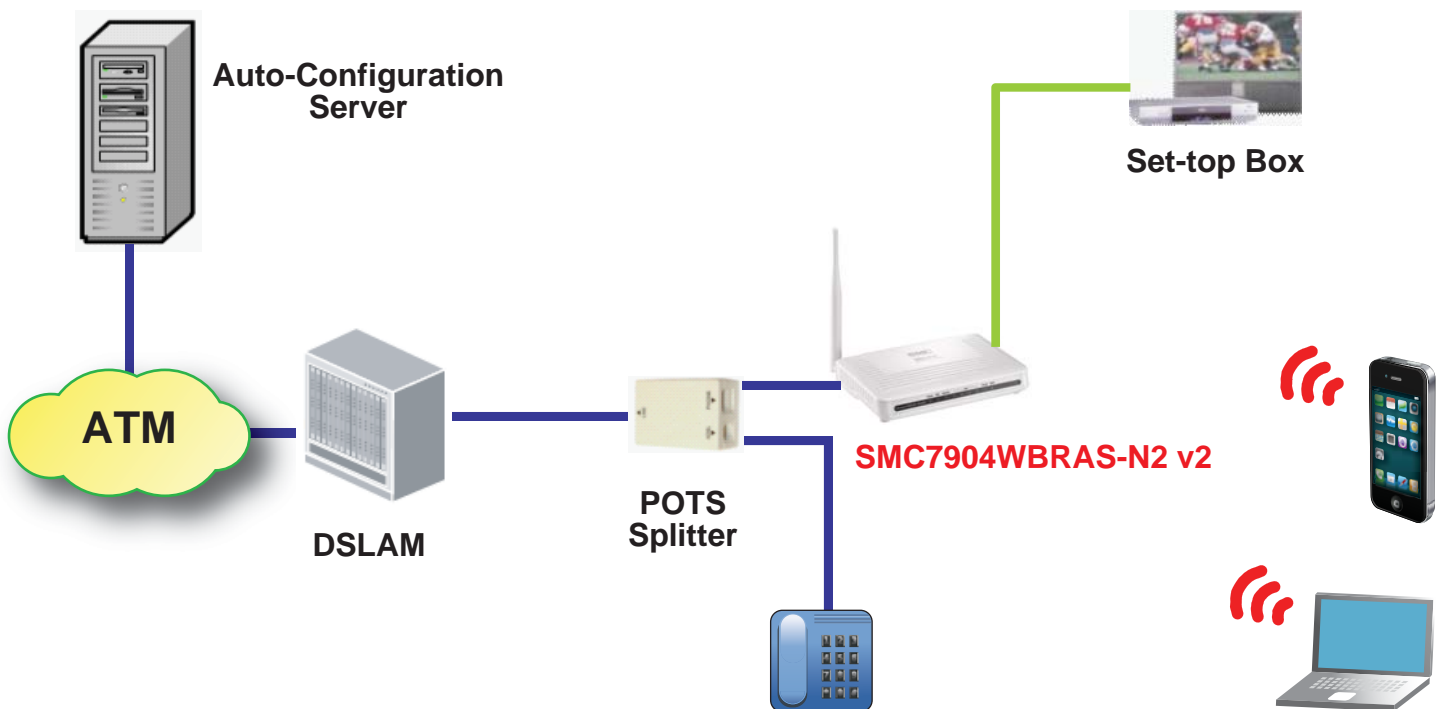 Auto-Configuration
Server
Set-top Box
ATM
SMC7904WBRAS-N2 v2
DSLAM
POTS
Splitter